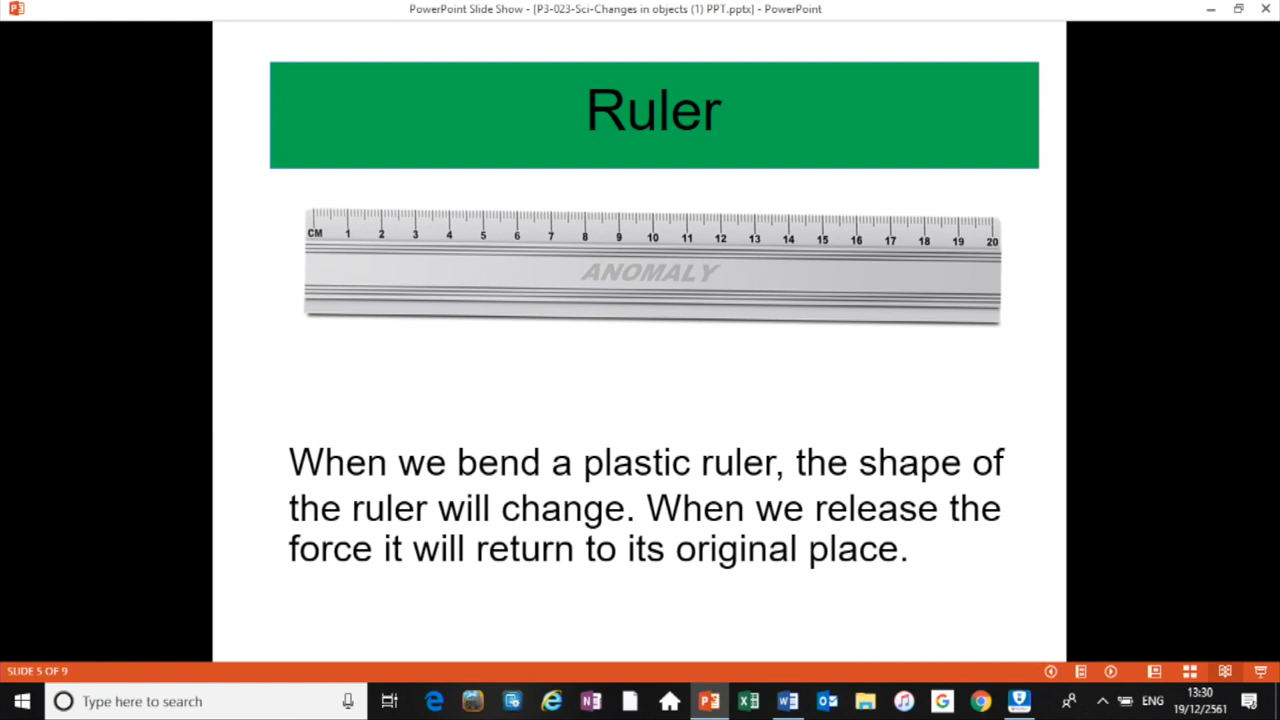 PowerPoint Slide Show - [P3-023-Sci-Changes in objects (1) PPT.pptx] - PowerPoint
Ruler
CM 1 2 3 4 5 6 7 8 9 10 11 12 13 14 15 16 17 18 19 20
ANOMALY
When we bend a plastic ruler, the shape of
the ruler will change. When we release the
force it will return to its original place.
SLIDE 5 OF 9
Type here to search
ENG
13:30
19/12/2561